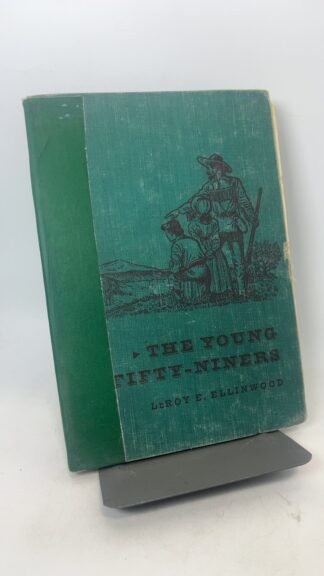 THE YOUNG
FIFTY-NINERS
LeROY E. ELLINWOOD